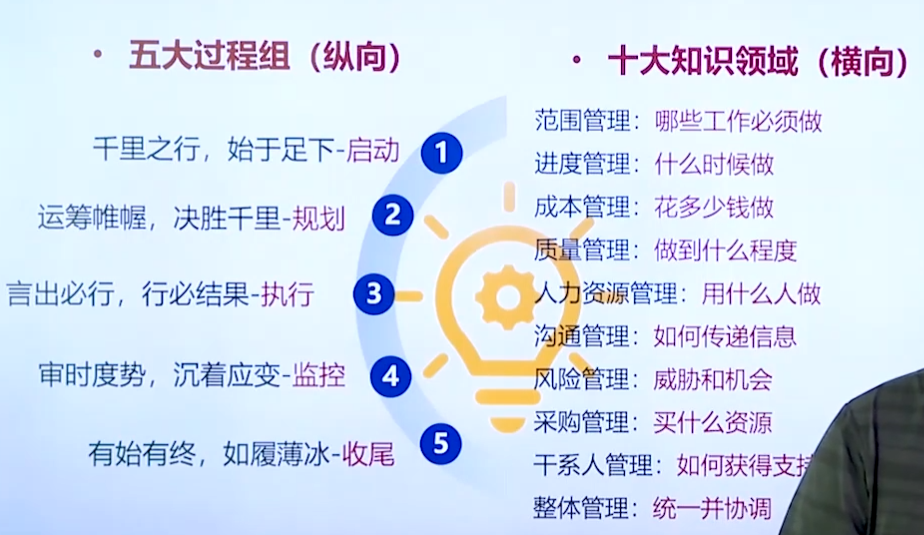 • 五大过程组（纵向）
千里之行，始于足下-启动 1
运筹帷幄，决胜千里-规划 2
言出必行，行必结果-执行 3
审时度势，沉着应变-监控 4
有始有终，如履薄冰-收尾 5
• 十大知识领域（横向）
范围管理：哪些工作必须做
进度管理：什么时候做
成本管理：花多少钱做
质量管理：做到什么程度
人力资源管理：用什么人做
沟通管理：如何传递信息
风险管理：威胁和机会
采购管理：买什么资源
干系人管理：如何获得支持
整体管理：统一并协调